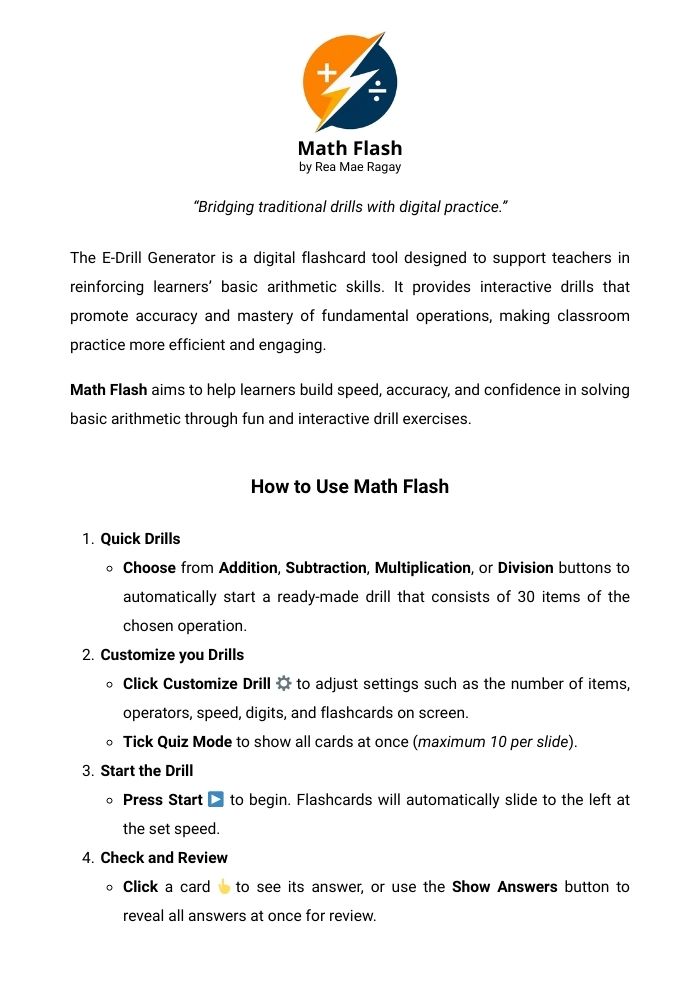 +
÷
Math Flash
by Rea Mae Ragay
“Bridging traditional drills with digital practice.”
The E-Drill Generator is a digital flashcard tool designed to support teachers in
reinforcing learners’ basic arithmetic skills. It provides interactive drills that
promote accuracy and mastery of fundamental operations, making classroom
practice more efficient and engaging.
Math Flash aims to help learners build speed, accuracy, and confidence in solving
basic arithmetic through fun and interactive drill exercises.
How to Use Math Flash
1. Quick Drills
Choose from Addition, Subtraction, Multiplication, or Division buttons to
automatically start a ready-made drill that consists of 30 items of the
chosen operation.
2. Customize you Drills
Click Customize Drill ⚙️ to adjust settings such as the number of items,
operators, speed, digits, and flashcards on screen.
Tick Quiz Mode to show all cards at once (maximum 10 per slide).
3. Start the Drill
Press Start ▶️ to begin. Flashcards will automatically slide to the left at
the set speed.
4. Check and Review
Click a card 👆 to see its answer, or use the Show Answers button to
reveal all answers at once for review.